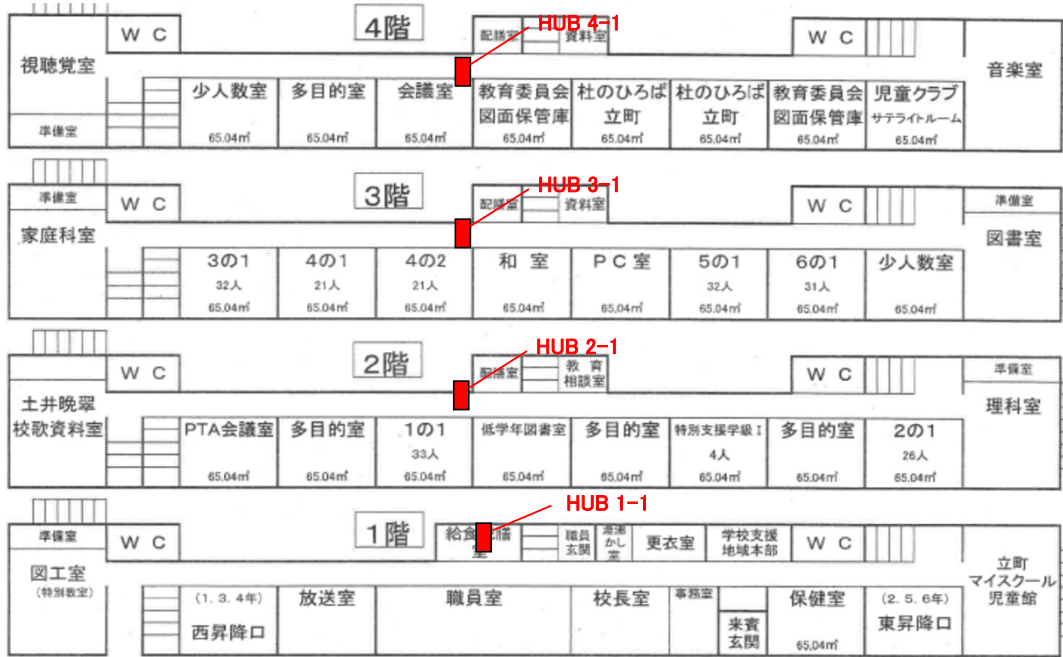 4階
HUB 4-1
W C
配膳室
資料室
W C
視聴覚室
音楽室
準備室
少人数室
65.04㎡
多目的室
65.04㎡
会議室
65.04㎡
教育委員会
図面保管庫
65.04㎡
杜のひろば
立町
65.04㎡
杜のひろば
立町
65.04㎡
教育委員会
図面保管庫
65.04㎡
児童クラブ
サテライトルーム
65.04㎡
3階
HUB 3-1
準備室
W C
配膳室
資料室
W C
準備室
家庭科室
図書室
3の1
32人
65.04㎡
4の1
21人
65.04㎡
4の2
21人
65.04㎡
和 室
65.04㎡
PC室
65.04㎡
5の1
32人
65.04㎡
6の1
31人
65.04㎡
少人数室
65.04㎡
2階
HUB 2-1
W C
配膳室
教 育
相談室
W C
準備室
土井晩翠
校歌資料室
理科室
PTA会議室
65.04㎡
多目的室
65.04㎡
1の1
33人
65.04㎡
低学年図書室
65.04㎡
多目的室
65.04㎡
特別支援学級Ⅰ
4人
65.04㎡
多目的室
65.04㎡
2の1
26人
65.04㎡
1階
HUB 1-1
準備室
W C
給食 膳
室
職員
玄関
湯沸
かし
室
更衣室
学校支援
地域本部
W C
図工室
(特別教室)
立町
マイスクール
児童館
(1.3.4年)
西昇降口
放送室
職員室
校長室
事務室
来賓
玄関
保健室
65.04㎡
(2.5.6年)
東昇降口